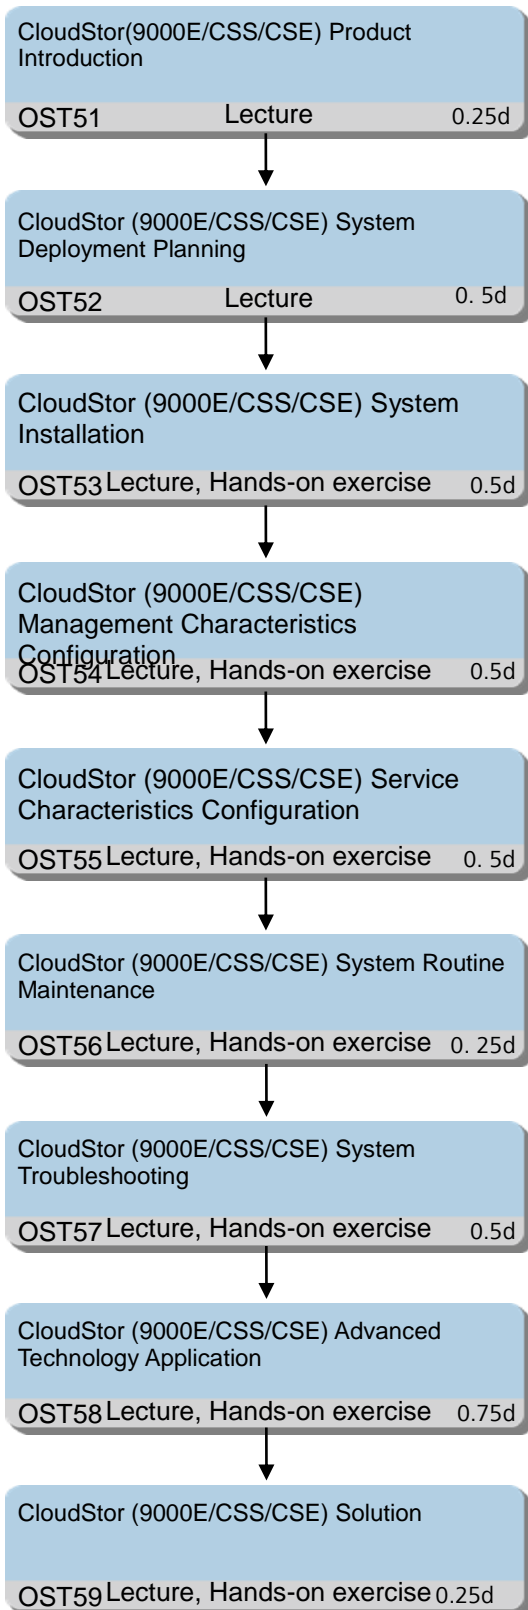 CloudStor(9000E/CSS/CSE) Product
Introduction
OST51 Lecture 0.25d
CloudStor (9000E/CSS/CSE) System
Deployment Planning
OST52 Lecture 0. 5d
CloudStor (9000E/CSS/CSE) System
Installation
OST53 Lecture, Hands-on exercise 0.5d
CloudStor (9000E/CSS/CSE)
Management Characteristics
Configuration
OST54 Lecture, Hands-on exercise 0.5d
CloudStor (9000E/CSS/CSE) Service
Characteristics Configuration
OST55 Lecture, Hands-on exercise 0. 5d
CloudStor (9000E/CSS/CSE) System Routine
Maintenance
OST56 Lecture, Hands-on exercise 0. 25d
CloudStor (9000E/CSS/CSE) System
Troubleshooting
OST57 Lecture, Hands-on exercise 0.5d
CloudStor (9000E/CSS/CSE) Advanced
Technology Application
OST58 Lecture, Hands-on exercise 0.75d
CloudStor (9000E/CSS/CSE) Solution
OST59 Lecture, Hands-on exercise 0.25d